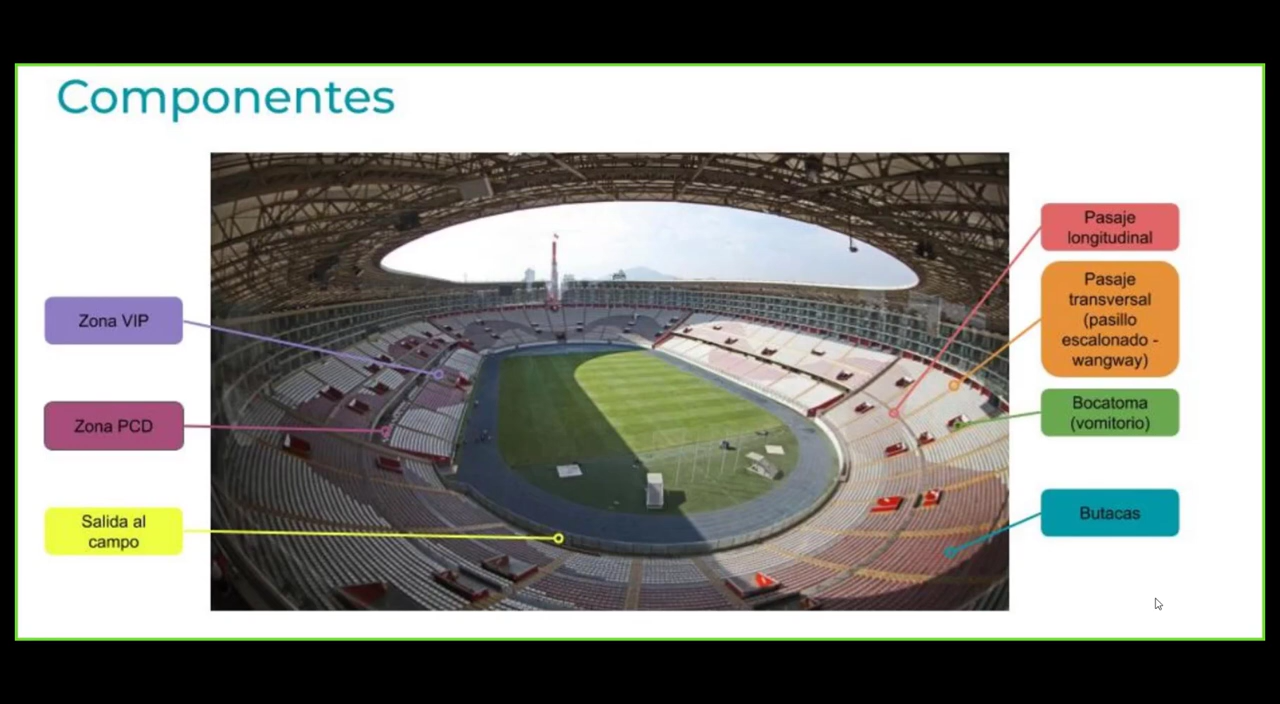 Componentes
Zona VIP
Zona PCD
Salida al
campo
Pasaje
longitudinal
Pasaje
transversal
(pasillo
escalonado -
wangway)
Bocatoma
(vomitorio)
Butacas